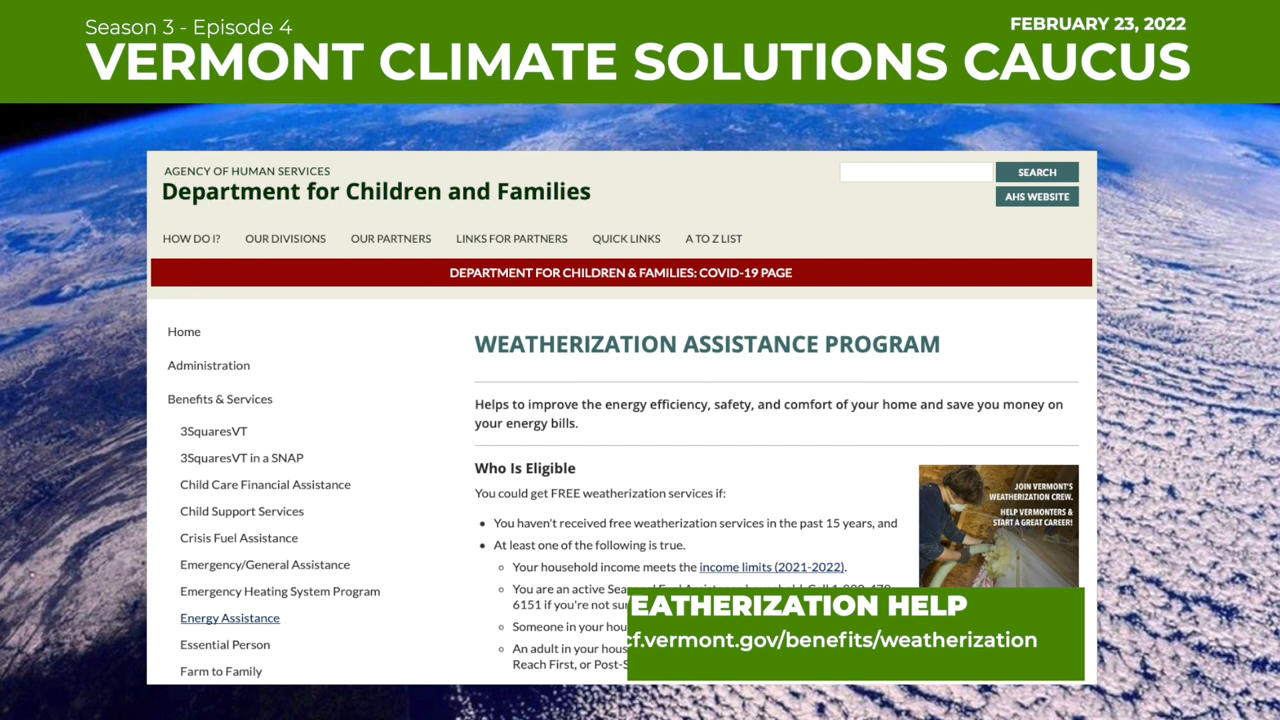 Season 3 - Episode 4
FEBRUARY 23, 2022
VERMONT CLIMATE SOLUTIONS CAUCUS
AGENCY OF HUMAN SERVICES
Department for Children and Families
SEARCH
AHS WEBSITE
HOW DO I? OUR DIVISIONS OUR PARTNERS LINKS FOR PARTNERS QUICK LINKS A TO Z LIST
DEPARTMENT FOR CHILDREN & FAMILIES: COVID-19 PAGE
Home
Administration
Benefits & Services
3SquaresVT
3SquaresVT in a SNAP
Child Care Financial Assistance
Child Support Services
Crisis Fuel Assistance
Emergency/General Assistance
Emergency Heating System Program
Energy Assistance
Essential Person
Farm to Family
WEATHERIZATION ASSISTANCE PROGRAM
Helps to improve the energy efficiency, safety, and comfort of your home and save you money on
your energy bills.
Who Is Eligible
You could get FREE weatherization services if:
• You haven't received free weatherization services in the past 15 years, and
• At least one of the following is true.
Your household income meets the income limits (2021-2022).
You are an active
6151 if you're not
Someone in your
An adult in your
Reach First, or
JOIN VERMONT'S
WEATHERIZATION CREW.
HELP VERMONTERS &
START A GREAT CAREER!
EATHERIZATION HELP
cf.vermont.gov/benefits/weatherization